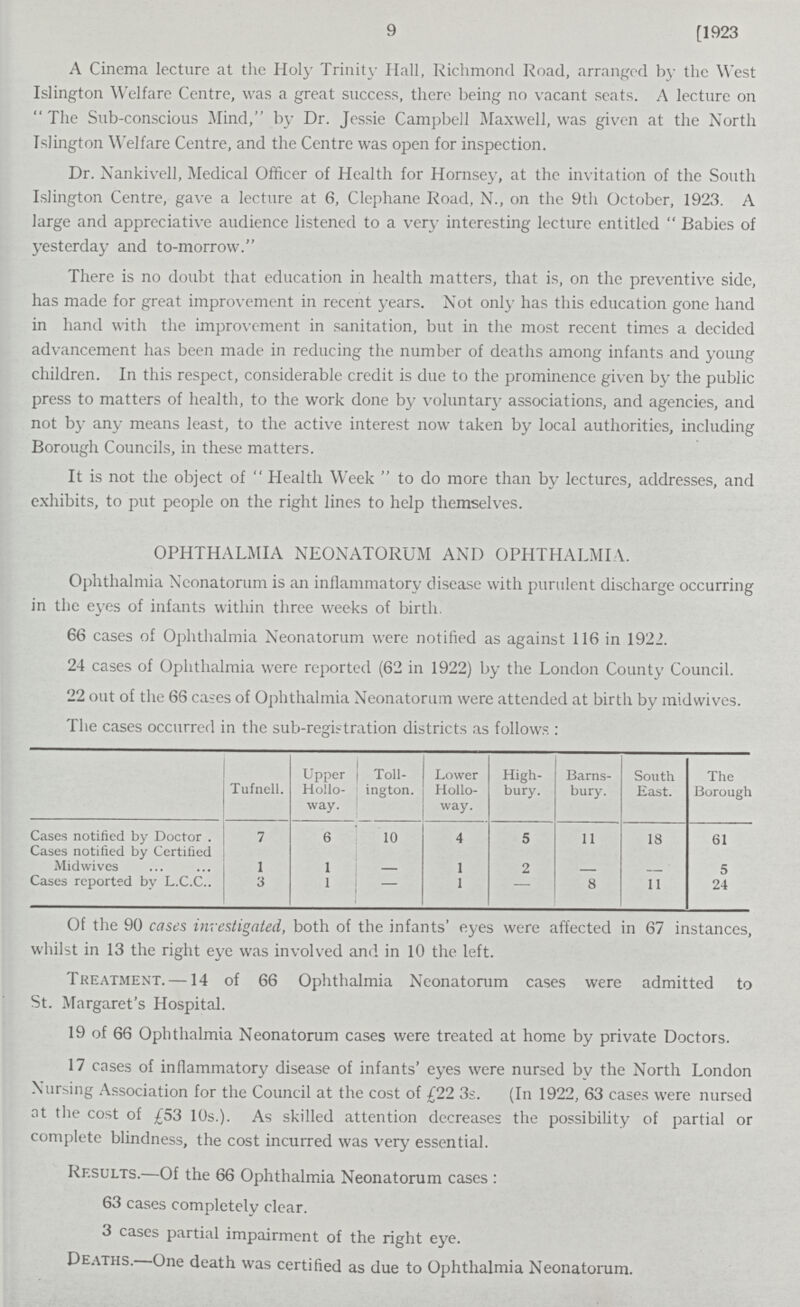 9 [1923
A Cinema lecture at the Holy Trinity Hall, Richmond Road, arranged by the West
Islington Welfare Centre, was a great success, there being no vacant seats. A lecture on
"The Sub-conscious Mind," by Dr. Jessie Campbell Maxwell, was given at the North
Islington Welfare Centre, and the Centre was open for inspection.
Dr. Nankivell, Medical Officer of Health for Hornsey, at the invitation of the South
Islington Centre, gave a lecture at 6, Clephane Road, N., on the 9th October, 1923. A
large and appreciative audience listened to a very interesting lecture entitled "Babies of
yesterday and to-morrow."
There is no doubt that education in health matters, that is, on the preventive side,
has made for great improvement in recent years. Not only has this education gone hand
in hand with the improvement in sanitation, but in the most recent times a decided
advancement has been made in reducing the number of deaths among infants and young
children. In this respect, considerable credit is due to the prominence given by the public
press to matters of health, to the work done by voluntary associations, and agencies, and
not by any means least, to the active interest now taken by local authorities, including
Borough Councils, in these matters.
It is not the object of "Health Week" to do more than by lectures, addresses, and
exhibits, to put people on the right lines to help themselves.
OPHTHALMIA NEONATORUM AND OPHTHALMIA.
Ophthalmia Neonatorum is an inflammatory disease with purulent discharge occurring
in the eyes of infants within three weeks of birth.
66 cases of Ophthalmia Neonatorum were notified as against 116 in 1922.
24 cases of Ophthalmia were reported (62 in 1922) by the London County Council.
22 out of the 66 cases of Ophthalmia Neonatorum were attended at birth by midwives.
The cases occurred in the sub-registration districts as follows :
Tufnell. Upper Hollo-way. Toll-ington. Lower Hollo-way. High-bury. Barns-bury. South East. The Borough
Cases notified by Doctor . 7 6 10 4 5 11 18 61
Cases notified by Certified
Midwives ... ... 1 1 — 1 2 — — 5
Cases reported by L.C.C.. 3 1 — 1 — 8 11 24
Of the 90 cases investigated, both of the infants' eyes were affected in 67 instances,
whilst in 13 the right eye was involved and in 10 the left.
TREATMENT.—14 of 66 Ophthalmia Neonatorum cases were admitted to
St. Margaret's Hospital.
19 of 66 Ophthalmia Neonatorum cases were treated at home by private Doctors.
17 cases of inflammatory disease of infants' eyes were nursed by the North London
Nursing Association for the Council at the cost of £22 3s. (In 1922, 63 cases were nursed
at the cost of £53 10s.). As skilled attention decreases the possibility of partial or
complete blindness, the cost incurred was very essential.
RESULTS.—Of the 66 Ophthalmia Neonatorum cases :
63 cases completely clear.
3 cases partial impairment of the right eye.
DEATHS.—One death was certified as due to Ophthalmia Neonatorum.